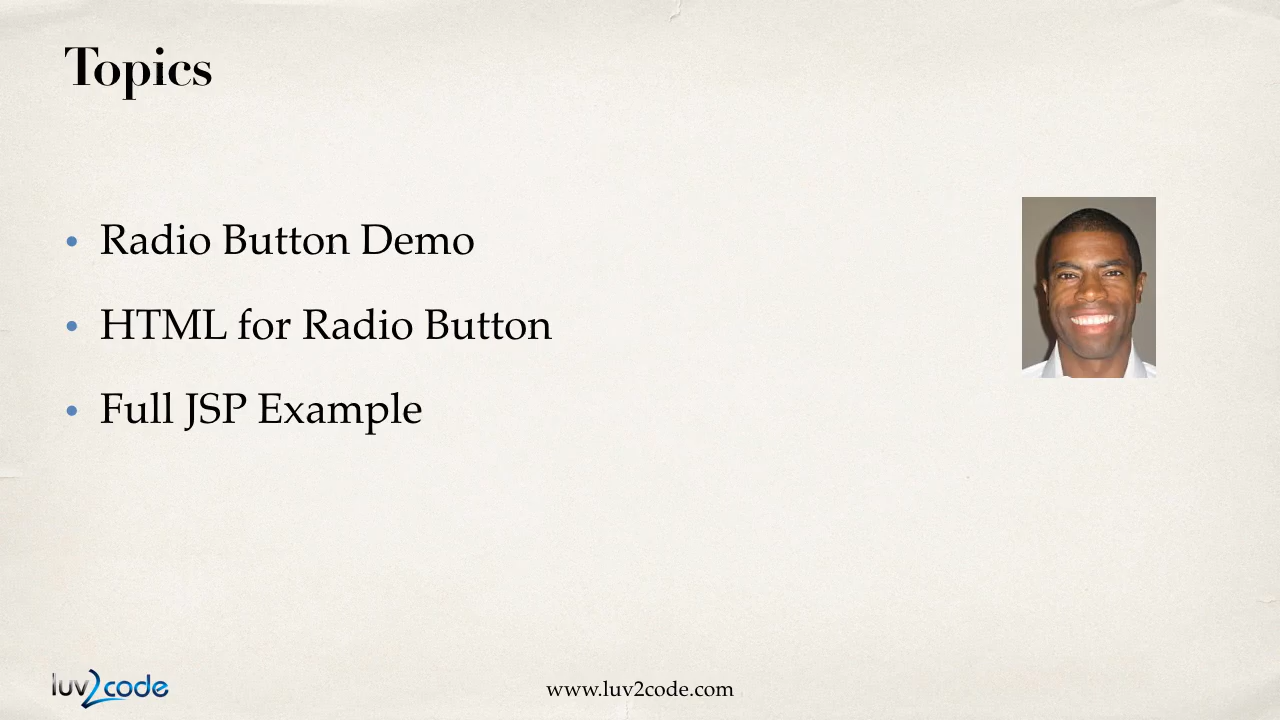 Topics
• Radio Button Demo
• HTML for Radio Button
• Full JSP Example
luv2code
www.luv2code.com